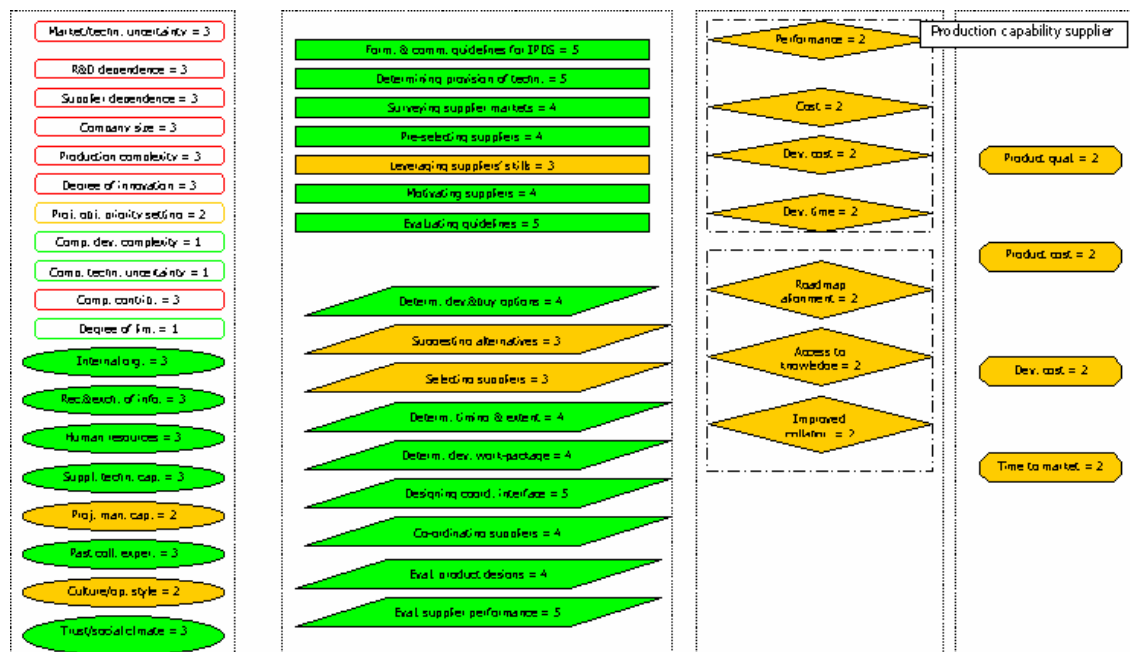 Market/techn. uncertainty = 3
R&D dependence = 3
Supplier dependence = 3
Company size = 3
Production complexity = 3
Degree of innovation = 3
Proj. obj. priority setting = 2
Comp. dev. complexity = 1
Comp. techn. uncertainty = 1
Comp. contrib. = 3
Degree of fim. = 1
Internal org. = 3
Rec.&exch. of info. = 3
Human resources = 3
Suppl. techn. cap. = 3
Proj. man. cap. = 2
Past coll. exper. = 3
Culture/op. style = 2
Trust/social climate = 3
Form. & comm. guidelines for IPDS = 5
Determining provision of techn. = 5
Surveying supplier markets = 4
Pre-selecting suppliers = 4
Leveraging suppliers' skills = 3
Motivating suppliers = 4
Evaluating guidelines = 5
Determ. dev.&buy options = 4
Suggesting alternatives = 3
Selecting suppliers = 3
Determ. timing & extent = 4
Determ. dev. work-package = 4
Designing coord. interface = 5
Co-ordinating suppliers = 4
Eval. product designs = 4
Eval. supplier performance = 5
Performance = 2
Cost = 2
Dev. cost = 2
Dev. time = 2
Roadmap
alignment = 2
Access to
knowledge = 2
Improved
collabor. = 2
Production capability supplier
Product qual. = 2
Product cost = 2
Dev. cost = 2
Time to market = 2